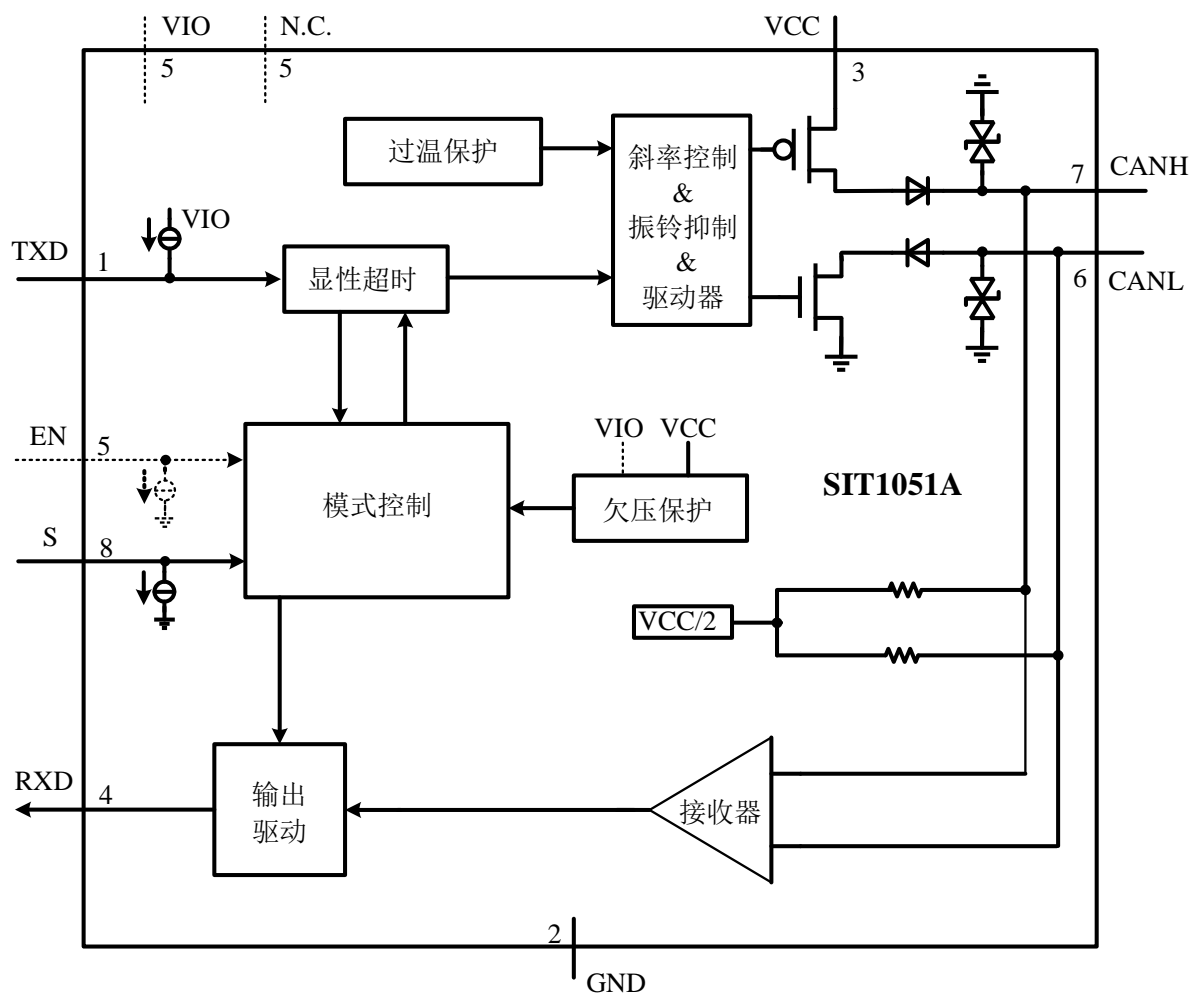 VIO
N.C.
VCC
5
5
3
过温保护
斜率控制
&
振铃抑制
&
驱动器
7
CANH
VIO
TXD
1
显性超时
6
CANL
EN
5
VIO
VCC
模式控制
欠压保护
SIT1051A
S
8
VCC/2
RXD
4
输出
驱动
接收器
2
GND